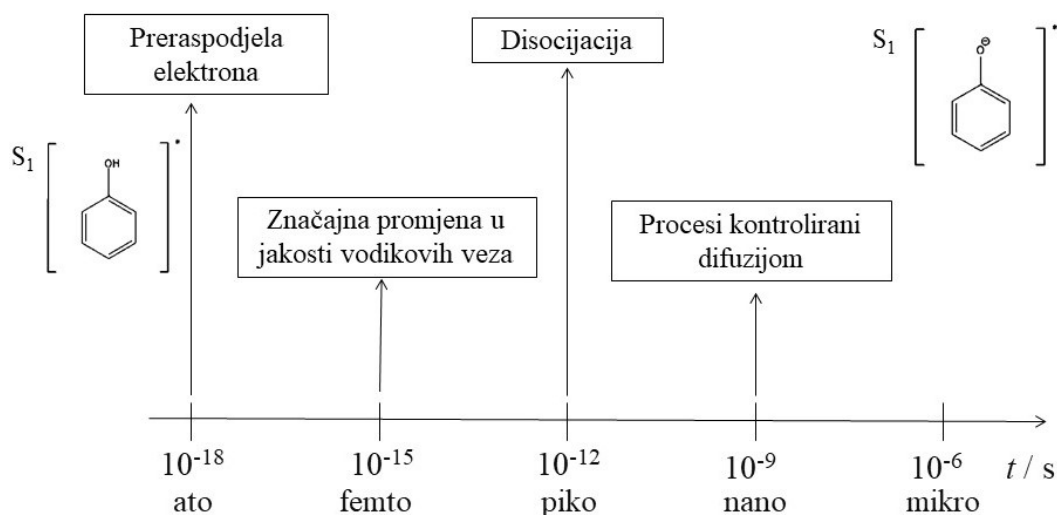 Preraspodjela
elektrona
Disocijacija
S₁
O⊖
•
S₁
OH
•
Značajna promjena u
jakosti vodikovih veza
Procesi kontrolirani
difuzijom
10⁻¹⁸ 10⁻¹⁵ 10⁻¹² 10⁻⁹ 10⁻⁶ t / s
ato femto piko nano mikro